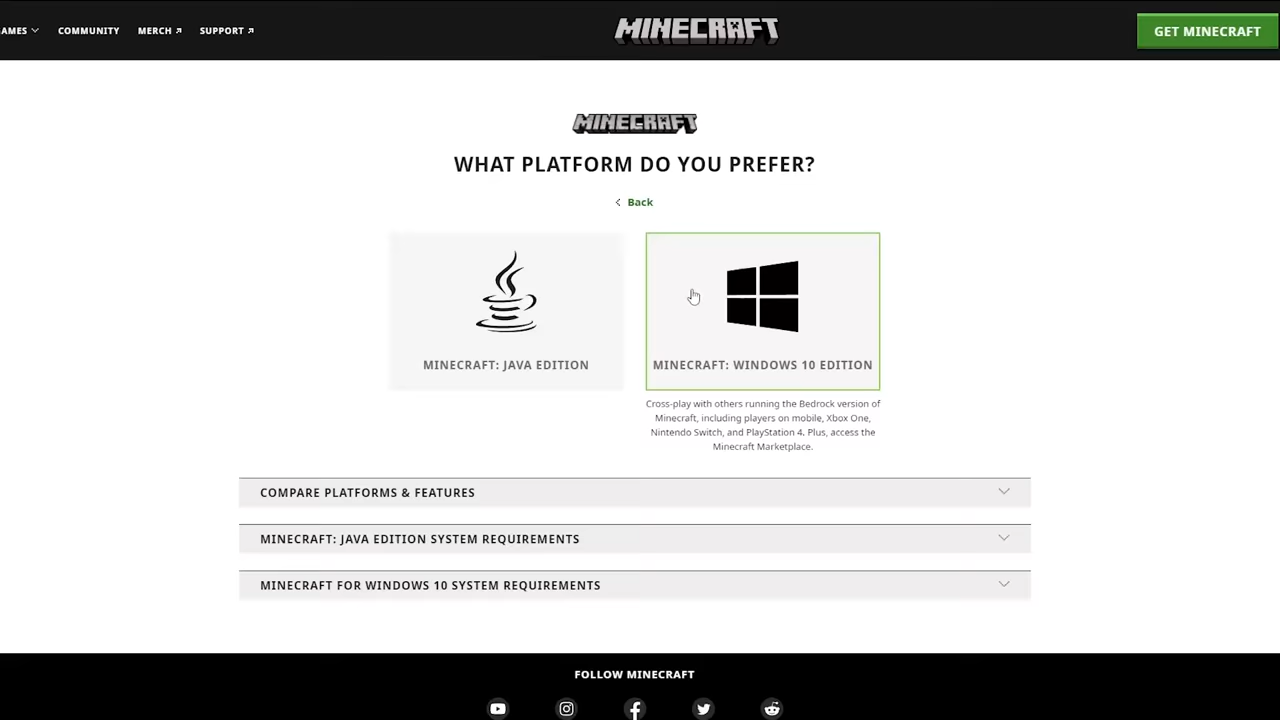 AMES
COMMUNITY
MERCH
SUPPORT
MINECRAFT
GET MINECRAFT
MINECRAFT
WHAT PLATFORM DO YOU PREFER?
Back
MINECRAFT: JAVA EDITION
MINECRAFT: WINDOWS 10 EDITION
Cross-play with others running the Bedrock version of
Minecraft, including players on mobile, Xbox One,
Nintendo Switch, and PlayStation 4. Plus, access the
Minecraft Marketplace.
COMPARE PLATFORMS & FEATURES
MINECRAFT: JAVA EDITION SYSTEM REQUIREMENTS
MINECRAFT FOR WINDOWS 10 SYSTEM REQUIREMENTS
FOLLOW MINECRAFT